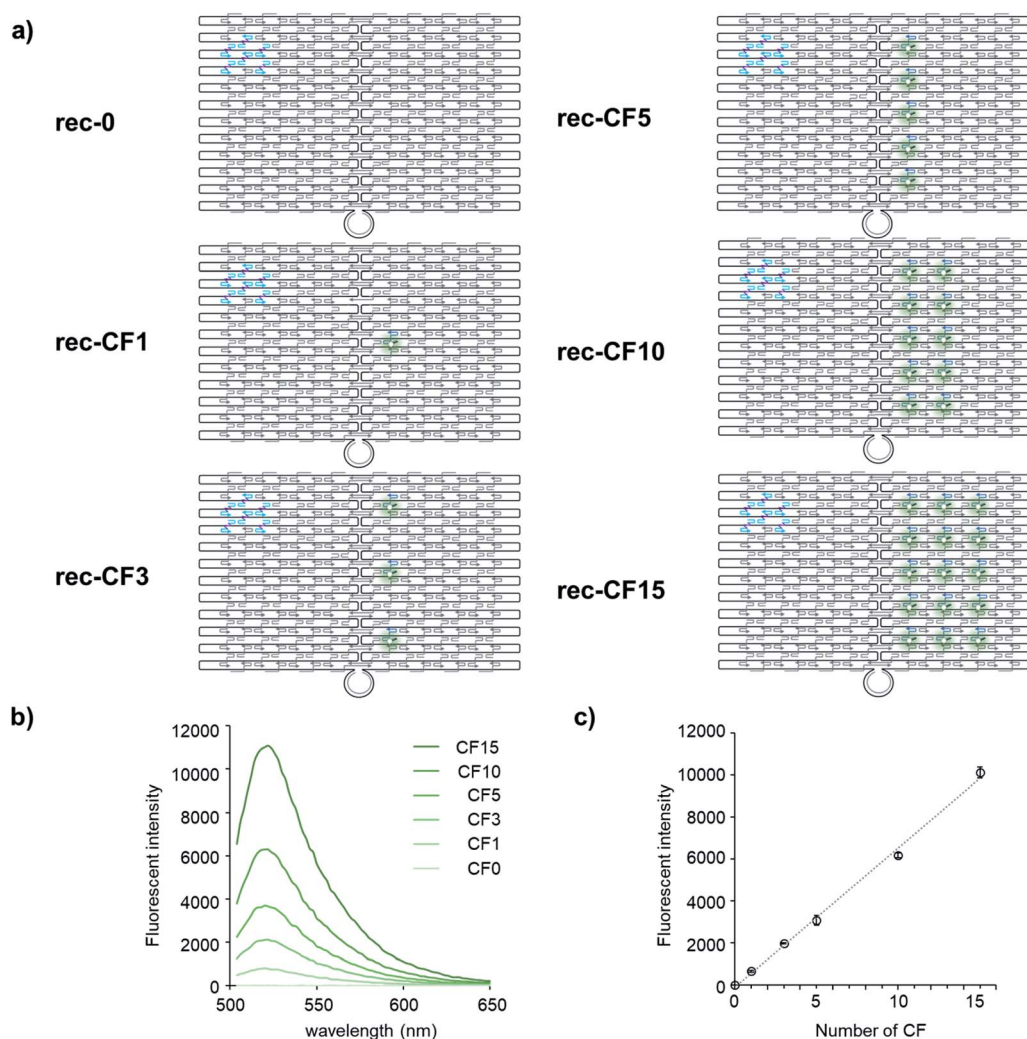 a)
rec-0
rec-CF5
rec-CF1
rec-CF10
rec-CF3
rec-CF15
b)
12000
10000
8000
6000
4000
2000
0
500
550
600
650
Fluorescent intensity
wavelength (nm)
CF15
CF10
CF5
CF3
CF1
CF0
c)
12000
10000
8000
6000
4000
2000
0
0
5
10
15
Fluorescent intensity
Number of CF